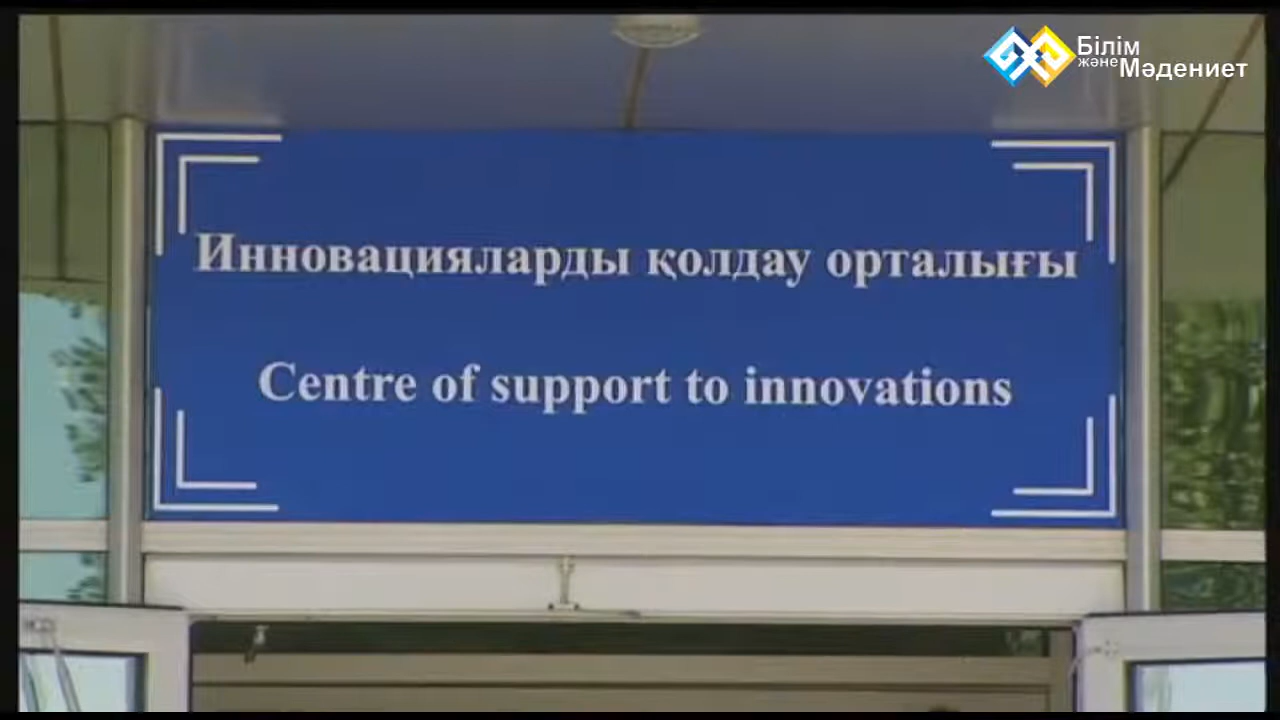 Білім
және Мәдениет
Инновацияларды қолдау орталығы
Centre of support to innovations